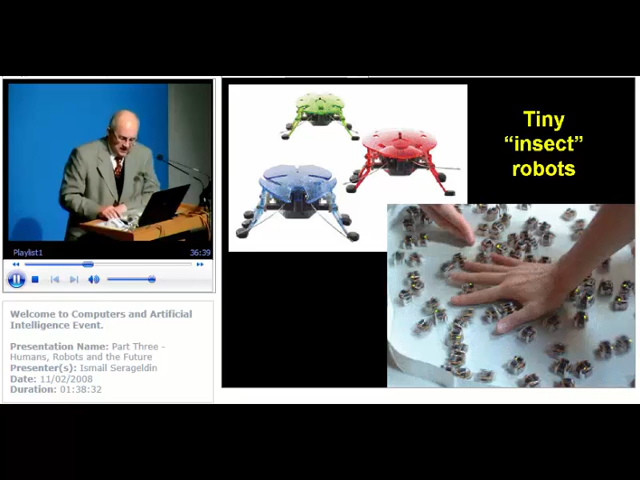 Tiny
“insect”
robots
Playlist1
36:39
Welcome to Computers and Artificial
Intelligence Event.
Presentation Name: Part Three -
Humans, Robots and the Future
Presenter(s): Ismail Serageldin
Date: 11/02/2008
Duration: 01:38:32